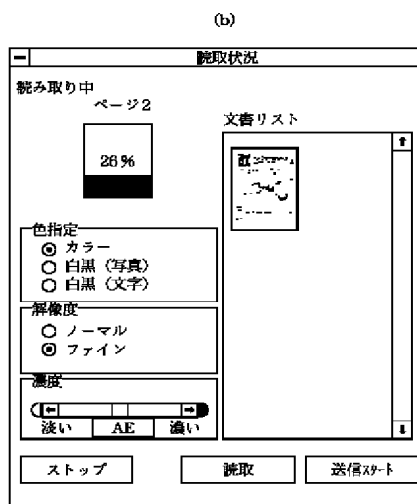 (b)
読取状況
読み取り中
ページ2
26%
文書リスト
色指定
カラー
白黒（写真）
白黒（文字）
解像度
ノーマル
ファイン
濃度
淡い AE 濃い
ストップ 読取 送信スタート